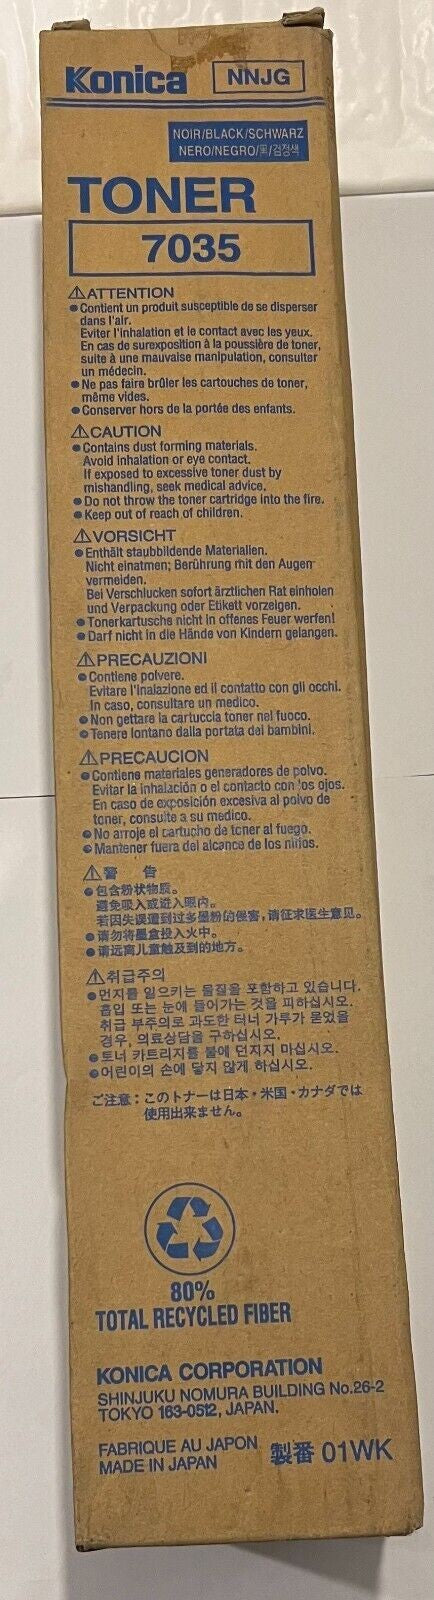 Konica NNJG
NOIR/BLACK/SCHWARZ
NERO/NEGRO/黑/검정색
TONER
7035
⚠ATTENTION
●Contient un produit susceptible de se disperser
dans l'air.
Eviter l'inhalation et le contact avec les yeux.
En cas de surexposition à la poussière de toner,
suite à une mauvaise manipulation, consulter
un médecin.
●Ne pas faire brûler les cartouches de toner,
même vides.
●Conserver hors de la portée des enfants.
⚠CAUTION
●Contains dust forming materials.
Avoid inhalation or eye contact.
If exposed to excessive toner dust by
mishandling, seek medical advice.
●Do not throw the toner cartridge into the fire.
●Keep out of reach of children.
⚠VORSICHT
●Enthält staubbildende Materialien.
Nicht einatmen; Berührung mit den Augen
vermeiden.
Bei Verschlucken sofort ärztlichen Rat einholen
und Verpackung oder Etikett vorzeigen.
●Tonerkartusche nicht in offenes Feuer werfen!
●Darf nicht in die Hände von Kindern gelangen.
⚠PRECAUZIONI
●Contiene polvere.
Evitare l'inalazione ed il contatto con gli occhi.
In caso, consultare un medico.
●Non gettare la cartuccia toner nel fuoco.
●Tenere lontano dalla portata dei bambini.
⚠PRECAUCION
●Contiene materiales generadores de polvo.
Evitar la inhalación o el contacto con los ojos.
En caso de exposición excesiva al polvo de
toner, consulte a su medico.
●No arroje el cartucho de toner al fuego.
●Mantener fuera del alcance de los niños.
⚠警 告
●包含粉状物质。
避免吸入或进入眼内。
若因失误遭到过多墨粉的侵害，请征求医生意见。
●请勿将墨盒投入火中。
●请远离儿童触及到的地方。
⚠취급주의
●먼지를 일으키는 물질을 포함하고 있습니다.
흡입 또는 눈에 들어가는 것을 피하십시오.
취급 부주의로 과도한 터너 가루가 묻었을
경우, 의료상담을 구하십시오.
●토너 카트리지를 불에 던지지 마십시오.
●어린이의 손에 닿지 않게 하십시오.
ご注意：このトナーは日本・米国・カナダでは
使用出来ません。
80%
TOTAL RECYCLED FIBER
KONICA CORPORATION
SHINJUKU NOMURA BUILDING No.26-2
TOKYO 163-0512, JAPAN.
FABRIQUE AU JAPON
MADE IN JAPAN 製番 01WK